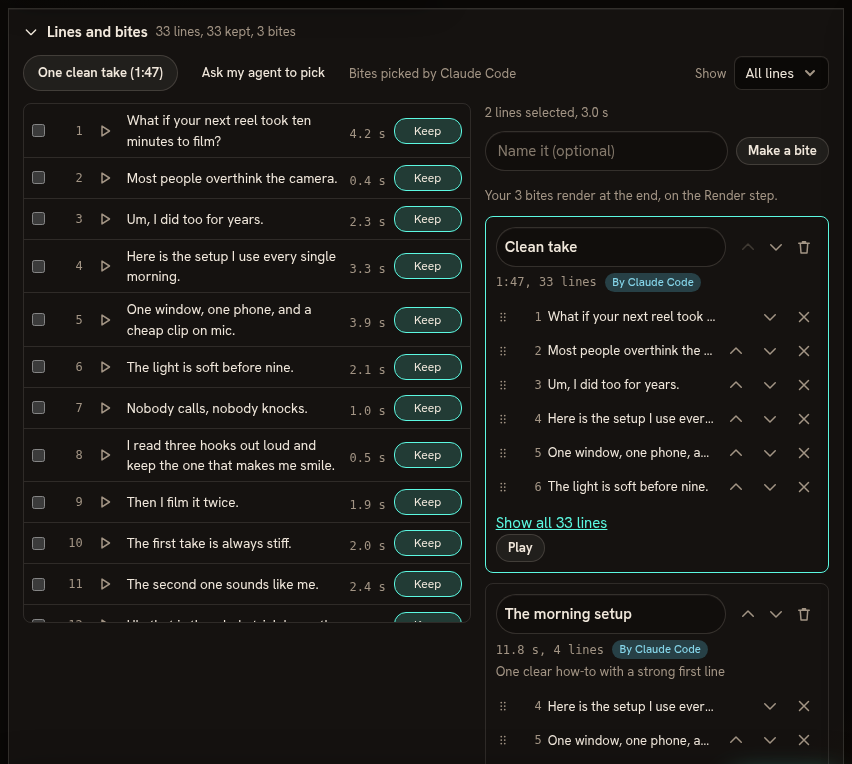 Lines and bites 33 lines, 33 kept, 3 bites
One clean take (1:47) Ask my agent to pick Bites picked by Claude Code Show All lines
1 What if your next reel took ten
minutes to film? 4.2 s Keep
2 Most people overthink the camera. 0.4 s Keep
3 Um, I did too for years. 2.3 s Keep
4 Here is the setup I use every single
morning. 3.3 s Keep
5 One window, one phone, and a
cheap clip on mic. 3.9 s Keep
6 The light is soft before nine. 2.1 s Keep
7 Nobody calls, nobody knocks. 1.0 s Keep
8 I read three hooks out loud and
keep the one that makes me smile. 0.5 s Keep
9 Then I film it twice. 1.9 s Keep
10 The first take is always stiff. 2.0 s Keep
11 The second one sounds like me. 2.4 s Keep
2 lines selected, 3.0 s
Name it (optional) Make a bite
Your 3 bites render at the end, on the Render step.
Clean take
1:47, 33 lines By Claude Code
1 What if your next reel took ...
2 Most people overthink the ...
3 Um, I did too for years.
4 Here is the setup I use ever...
5 One window, one phone, a...
6 The light is soft before nine.
Show all 33 lines
Play
The morning setup
11.8 s, 4 lines By Claude Code
One clear how-to with a strong first line
4 Here is the setup I use ever...
5 One window, one phone, a...